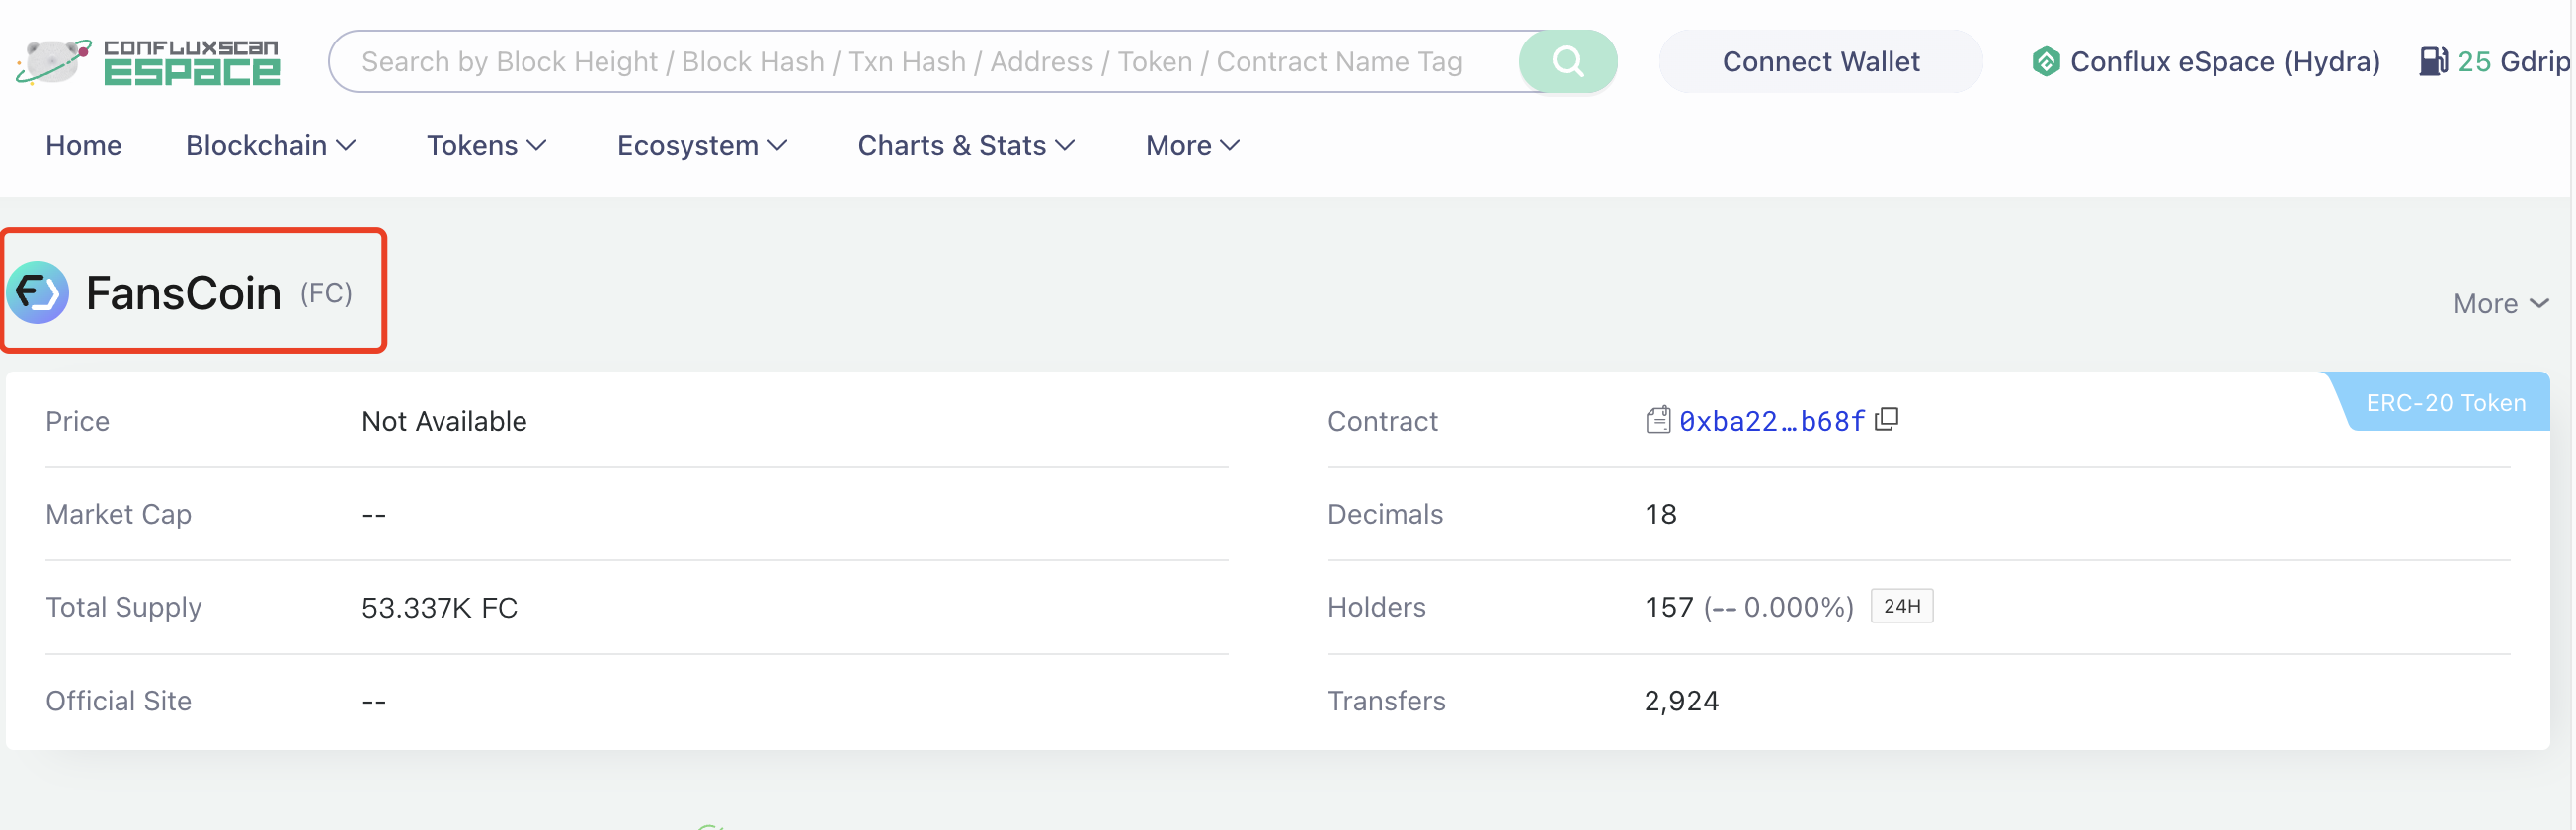 CONFLUXSCAN
ESPACE
Search by Block Height / Block Hash / Txn Hash / Address / Token / Contract Name Tag
Connect Wallet
Conflux eSpace (Hydra)
25 Gdrip
Home
Blockchain
Tokens
Ecosystem
Charts & Stats
More
FansCoin (FC)
More
ERC-20 Token
Price
Not Available
Contract
0xba22…b68f
Market Cap
--
Decimals
18
Total Supply
53.337K FC
Holders
157 (-- 0.000%) 24H
Official Site
--
Transfers
2,924